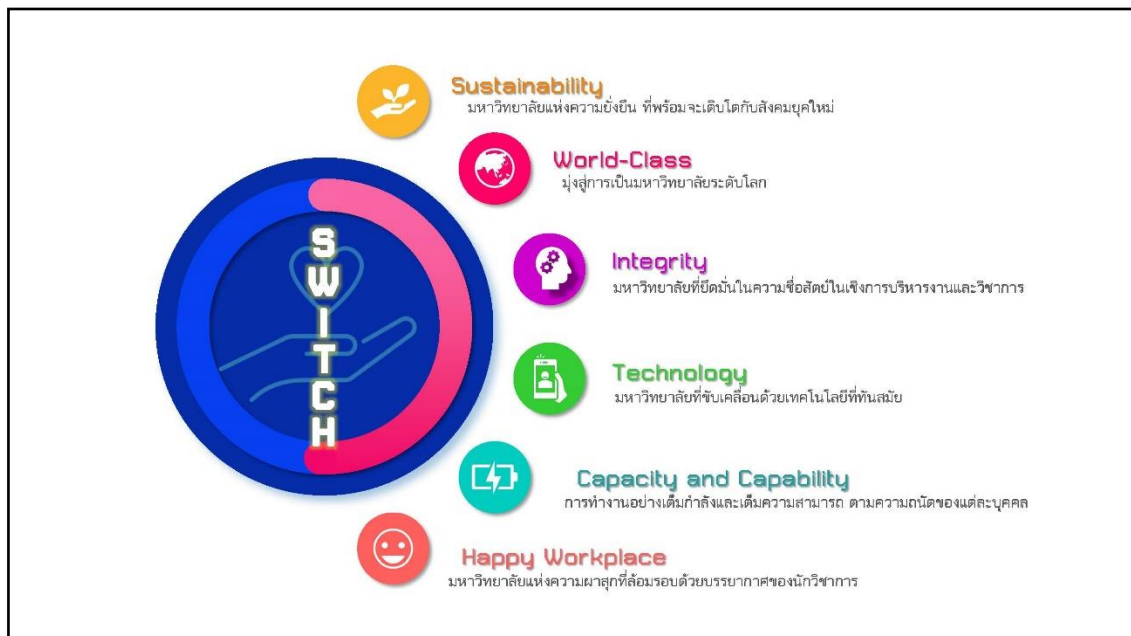 SWITCH
Sustainability
มหาวิทยาลัยแห่งความยั่งยืน ที่พร้อมจะเติบโตกับสังคมยุคใหม่
World-Class
มุ่งสู่การเป็นมหาวิทยาลัยระดับโลก
Integrity
มหาวิทยาลัยที่ยึดมั่นในความซื่อสัตย์ในเชิงการบริหารงานและวิชาการ
Technology
มหาวิทยาลัยที่ขับเคลื่อนด้วยเทคโนโลยีที่ทันสมัย
Capacity and Capability
การทำงานอย่างเต็มกำลังและเต็มความสามารถ ตามความถนัดของแต่ละบุคคล
Happy Workplace
มหาวิทยาลัยแห่งความผาสุกที่ล้อมรอบด้วยบรรยากาศของนักวิชาการ